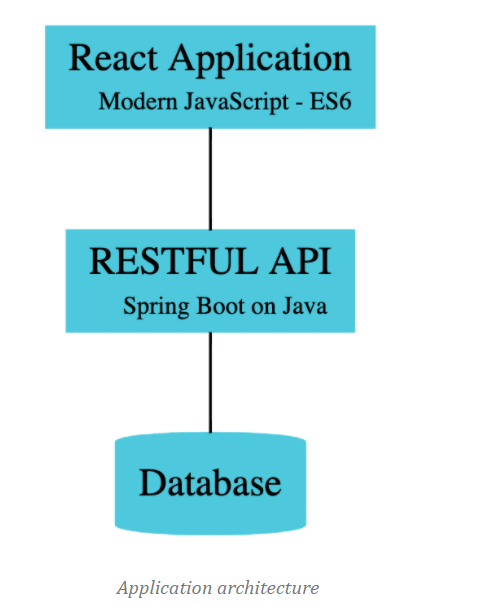 React Application
Modern JavaScript - ES6
RESTFUL API
Spring Boot on Java
Database
Application architecture